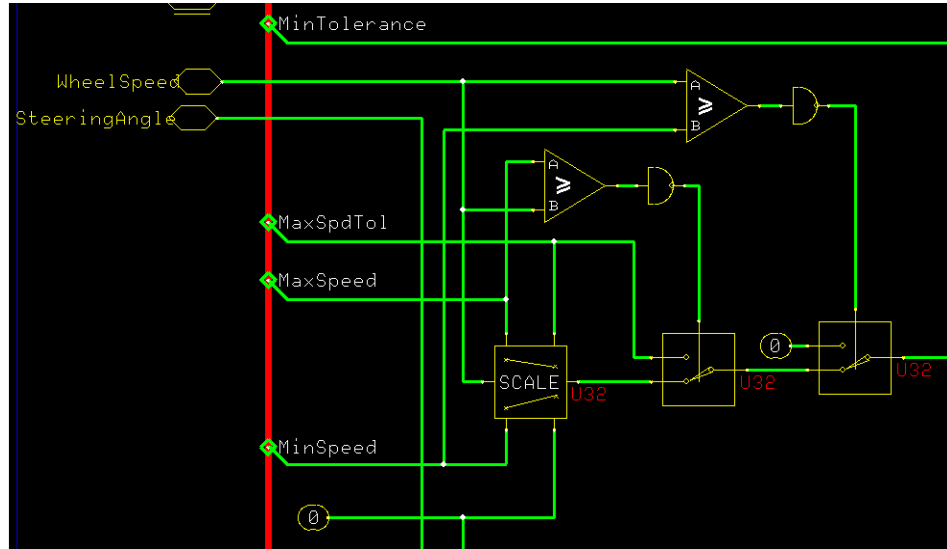 MinTolerance
WheelSpeed
A
SteeringAngle
≥
B
A
≥
B
MaxSpdTol
MaxSpeed
0
SCALE
U32
U32
U32
MinSpeed
0